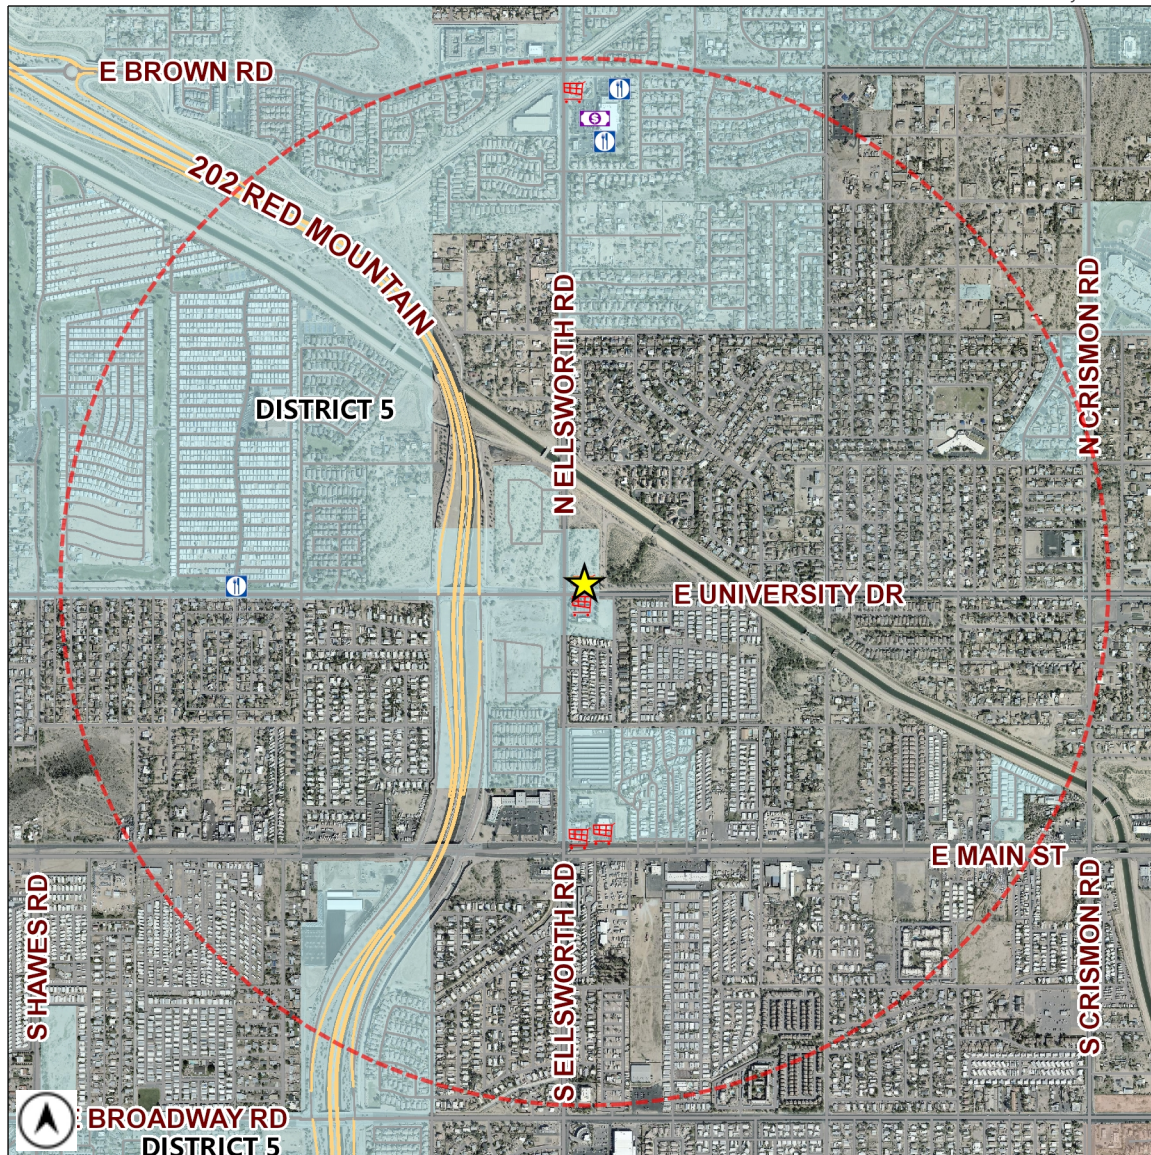 E BROWN RD
202 RED MOUNTAIN
$
N ELLSWORTH RD
N CRISMON RD
DISTRICT 5
E UNIVERSITY DR
E MAIN ST
S HAWES RD
S ELLSWORTH RD
S CRISMON RD
E BROADWAY RD
DISTRICT 5